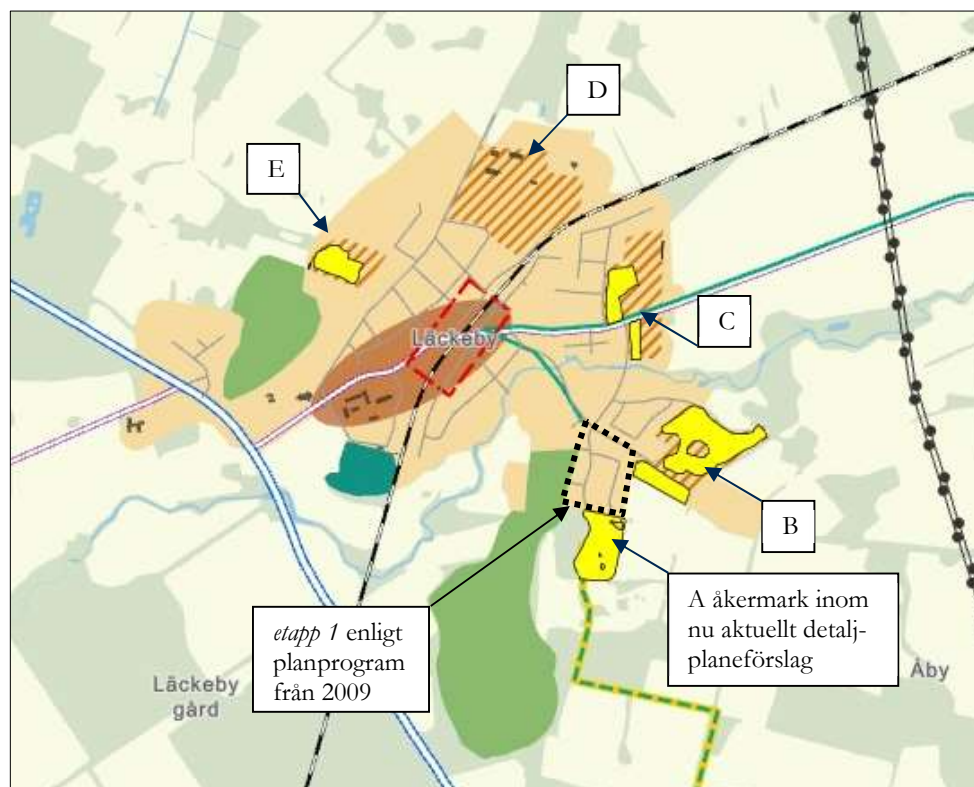 D
E
C
Läckeby
B
A åkermark inom
nu aktuellt detalj-
planeförslag
etapp 1 enligt
planprogram
från 2009
Läckeby
gård
Åby